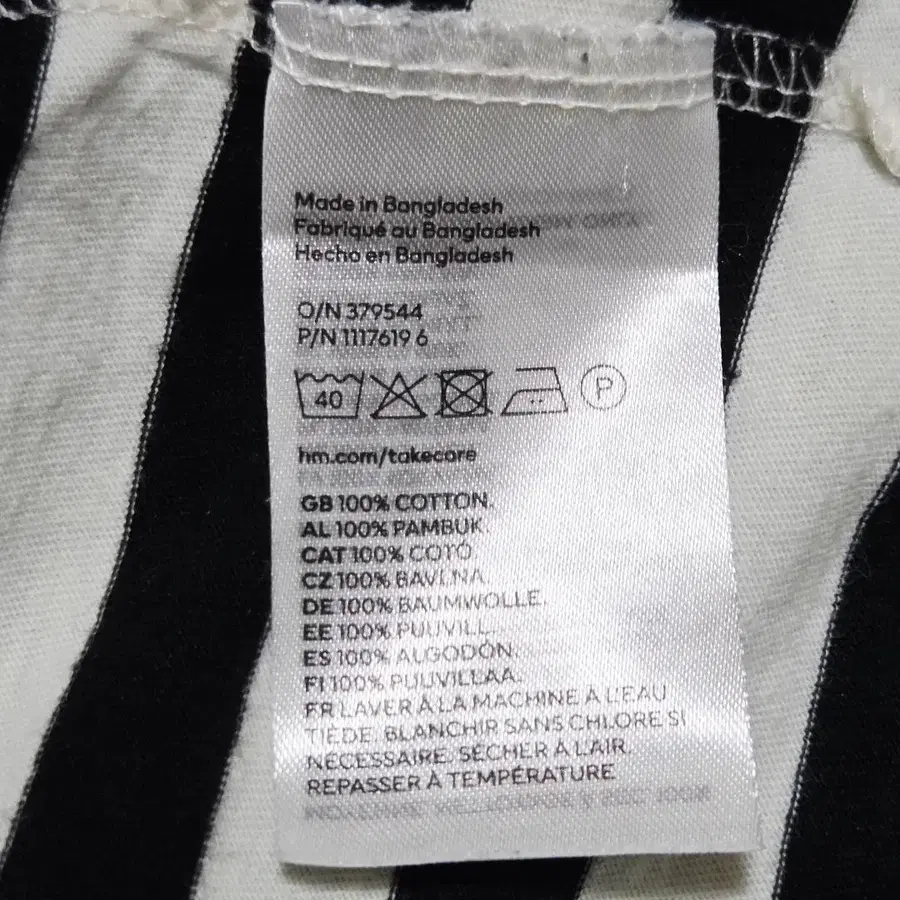 Made in Bangladesh
Fabriqué au Bangladesh
Hecho en Bangladesh
O/N 379544
P/N 1117619 6
40 P
hm.com/takecare
GB 100% COTTON.
AL 100% PAMBUK.
CAT 100% COTÓ.
CZ 100% BAVLNA.
DE 100% BAUMWOLLE.
EE 100% PUUVILL.
ES 100% ALGODÓN.
FI 100% PUUVILLAA.
FR LAVER À LA MACHINE À L'EAU
TIÈDE. BLANCHIR SANS CHLORE SI
NÉCESSAIRE. SÉCHER À L'AIR.
REPASSER À TEMPÉRATURE